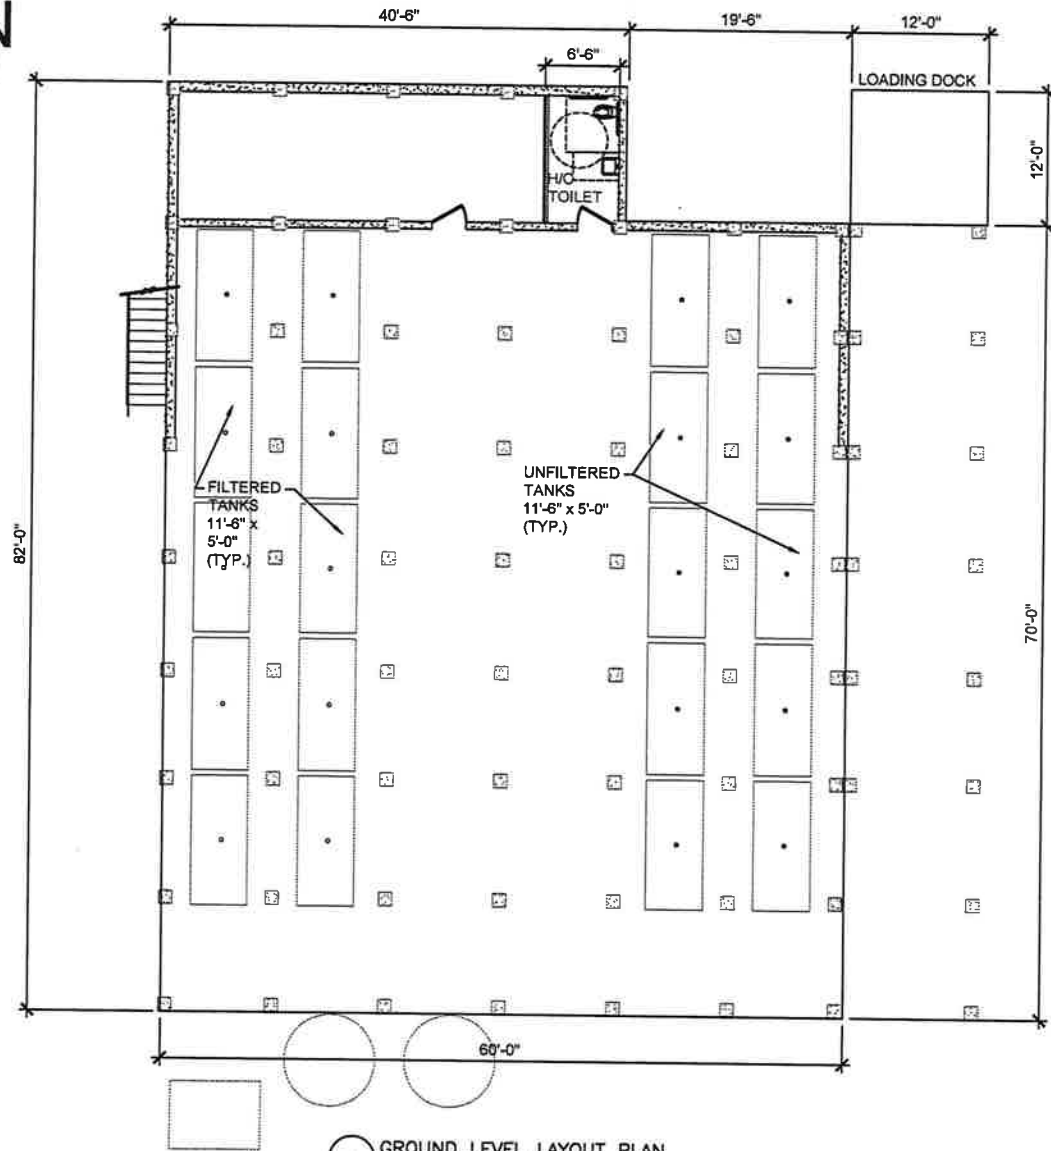 N
40'-6"
19'-6"
12'-0"
6'-6"
LOADING DOCK
12'-0"
H/C
TOILET
82'-0"
FILTERED
TANKS
11'-6" x
5'-0"
(TYP.)
UNFILTERED
TANKS
11'-6" x 5'-0"
(TYP.)
70'-0"
60'-0"
GROUND LEVEL LAYOUT PLAN